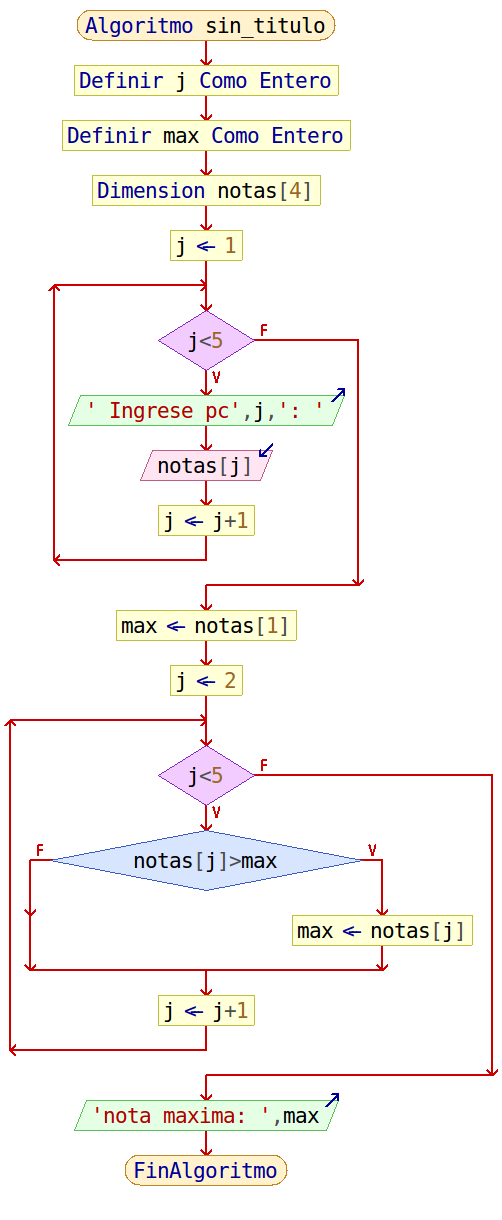 Algoritmo sin_titulo
Definir j Como Entero
Definir max Como Entero
Dimension notas[4]
j <- 1
j<5
F
V
' Ingrese pc',j,': '
notas[j]
j <- j+1
max <- notas[1]
j <- 2
j<5
F
V
notas[j]>max
F
V
max <- notas[j]
j <- j+1
'nota maxima: ',max
FinAlgoritmo